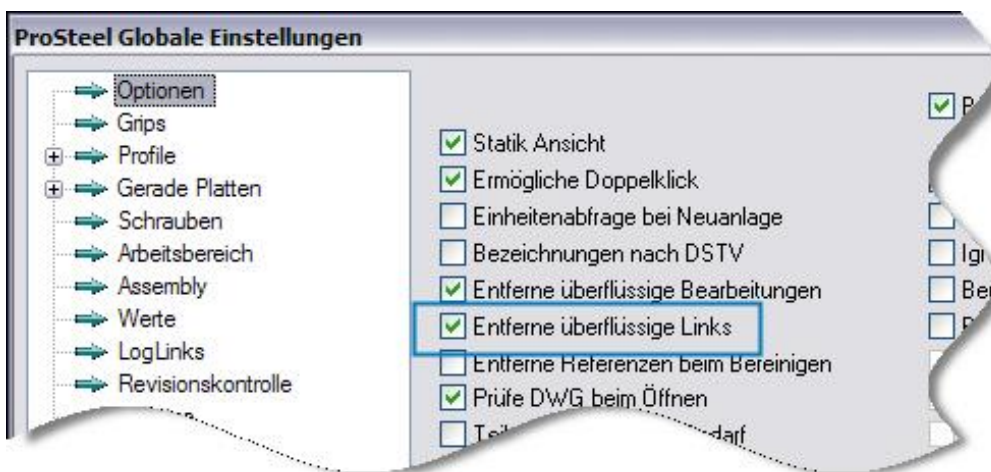 ProSteel Globale Einstellungen
Optionen
Grips
Profile
Gerade Platten
Schrauben
Arbeitsbereich
Assembly
Werte
LogLinks
Revisionskontrolle
Statik Ansicht
Ermögliche Doppelklick
Einheitenabfrage bei Neuanlage
Bezeichnungen nach DSTV
Entferne überflüssige Bearbeitungen
Entferne überflüssige Links
Entferne Referenzen beim Bereinigen
Prüfe DWG beim Öffnen